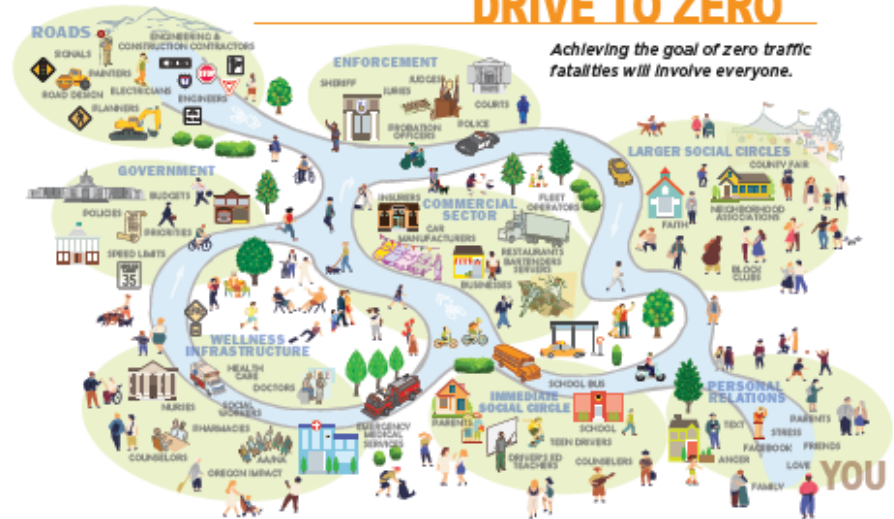 DRIVE TO ZERO
Achieving the goal of zero traffic
fatalities will involve everyone.
ROADS
SIGNALS
ENGINEERING &
CONSTRUCTION CONTRACTORS
PAINTERS
ROAD DESIGN
ELECTRICIANS
ENGINEERS
PLANNERS
STOP
ENFORCEMENT
SHERIFF
JURIES
JUDGES
COURTS
PROBATION
OFFICERS
POLICE
LARGER SOCIAL CIRCLES
COUNTY FAIR
FAITH
NEIGHBORHOOD
ASSOCIATIONS
BLOCK
CLUBS
GOVERNMENT
BUDGETS
POLICIES
PRIORITIES
SPEED LIMITS
35
INSURERS
COMMERCIAL
SECTOR
FLEET
OPERATORS
CAR
MANUFACTURERS
RESTAURANTS
BARTENDERS
SERVERS
BUSINESSES
WELLNESS
INFRASTRUCTURE
HEALTH
CARE
DOCTORS
NURSES
SOCIAL
WORKERS
PHARMACIES
COUNSELORS
AA/NA
OREGON IMPACT
EMERGENCY
MEDICAL
SERVICES
IMMEDIATE
SOCIAL CIRCLE
SCHOOL BUS
PARENTS
SCHOOL
TEEN DRIVERS
DRIVER'S ED
TEACHERS
COUNSELERS
PERSONAL
RELATIONS
TEXT
PARENTS
STRESS
FACEBOOK
FRIENDS
ANGER
LOVE
FAMILY
YOU